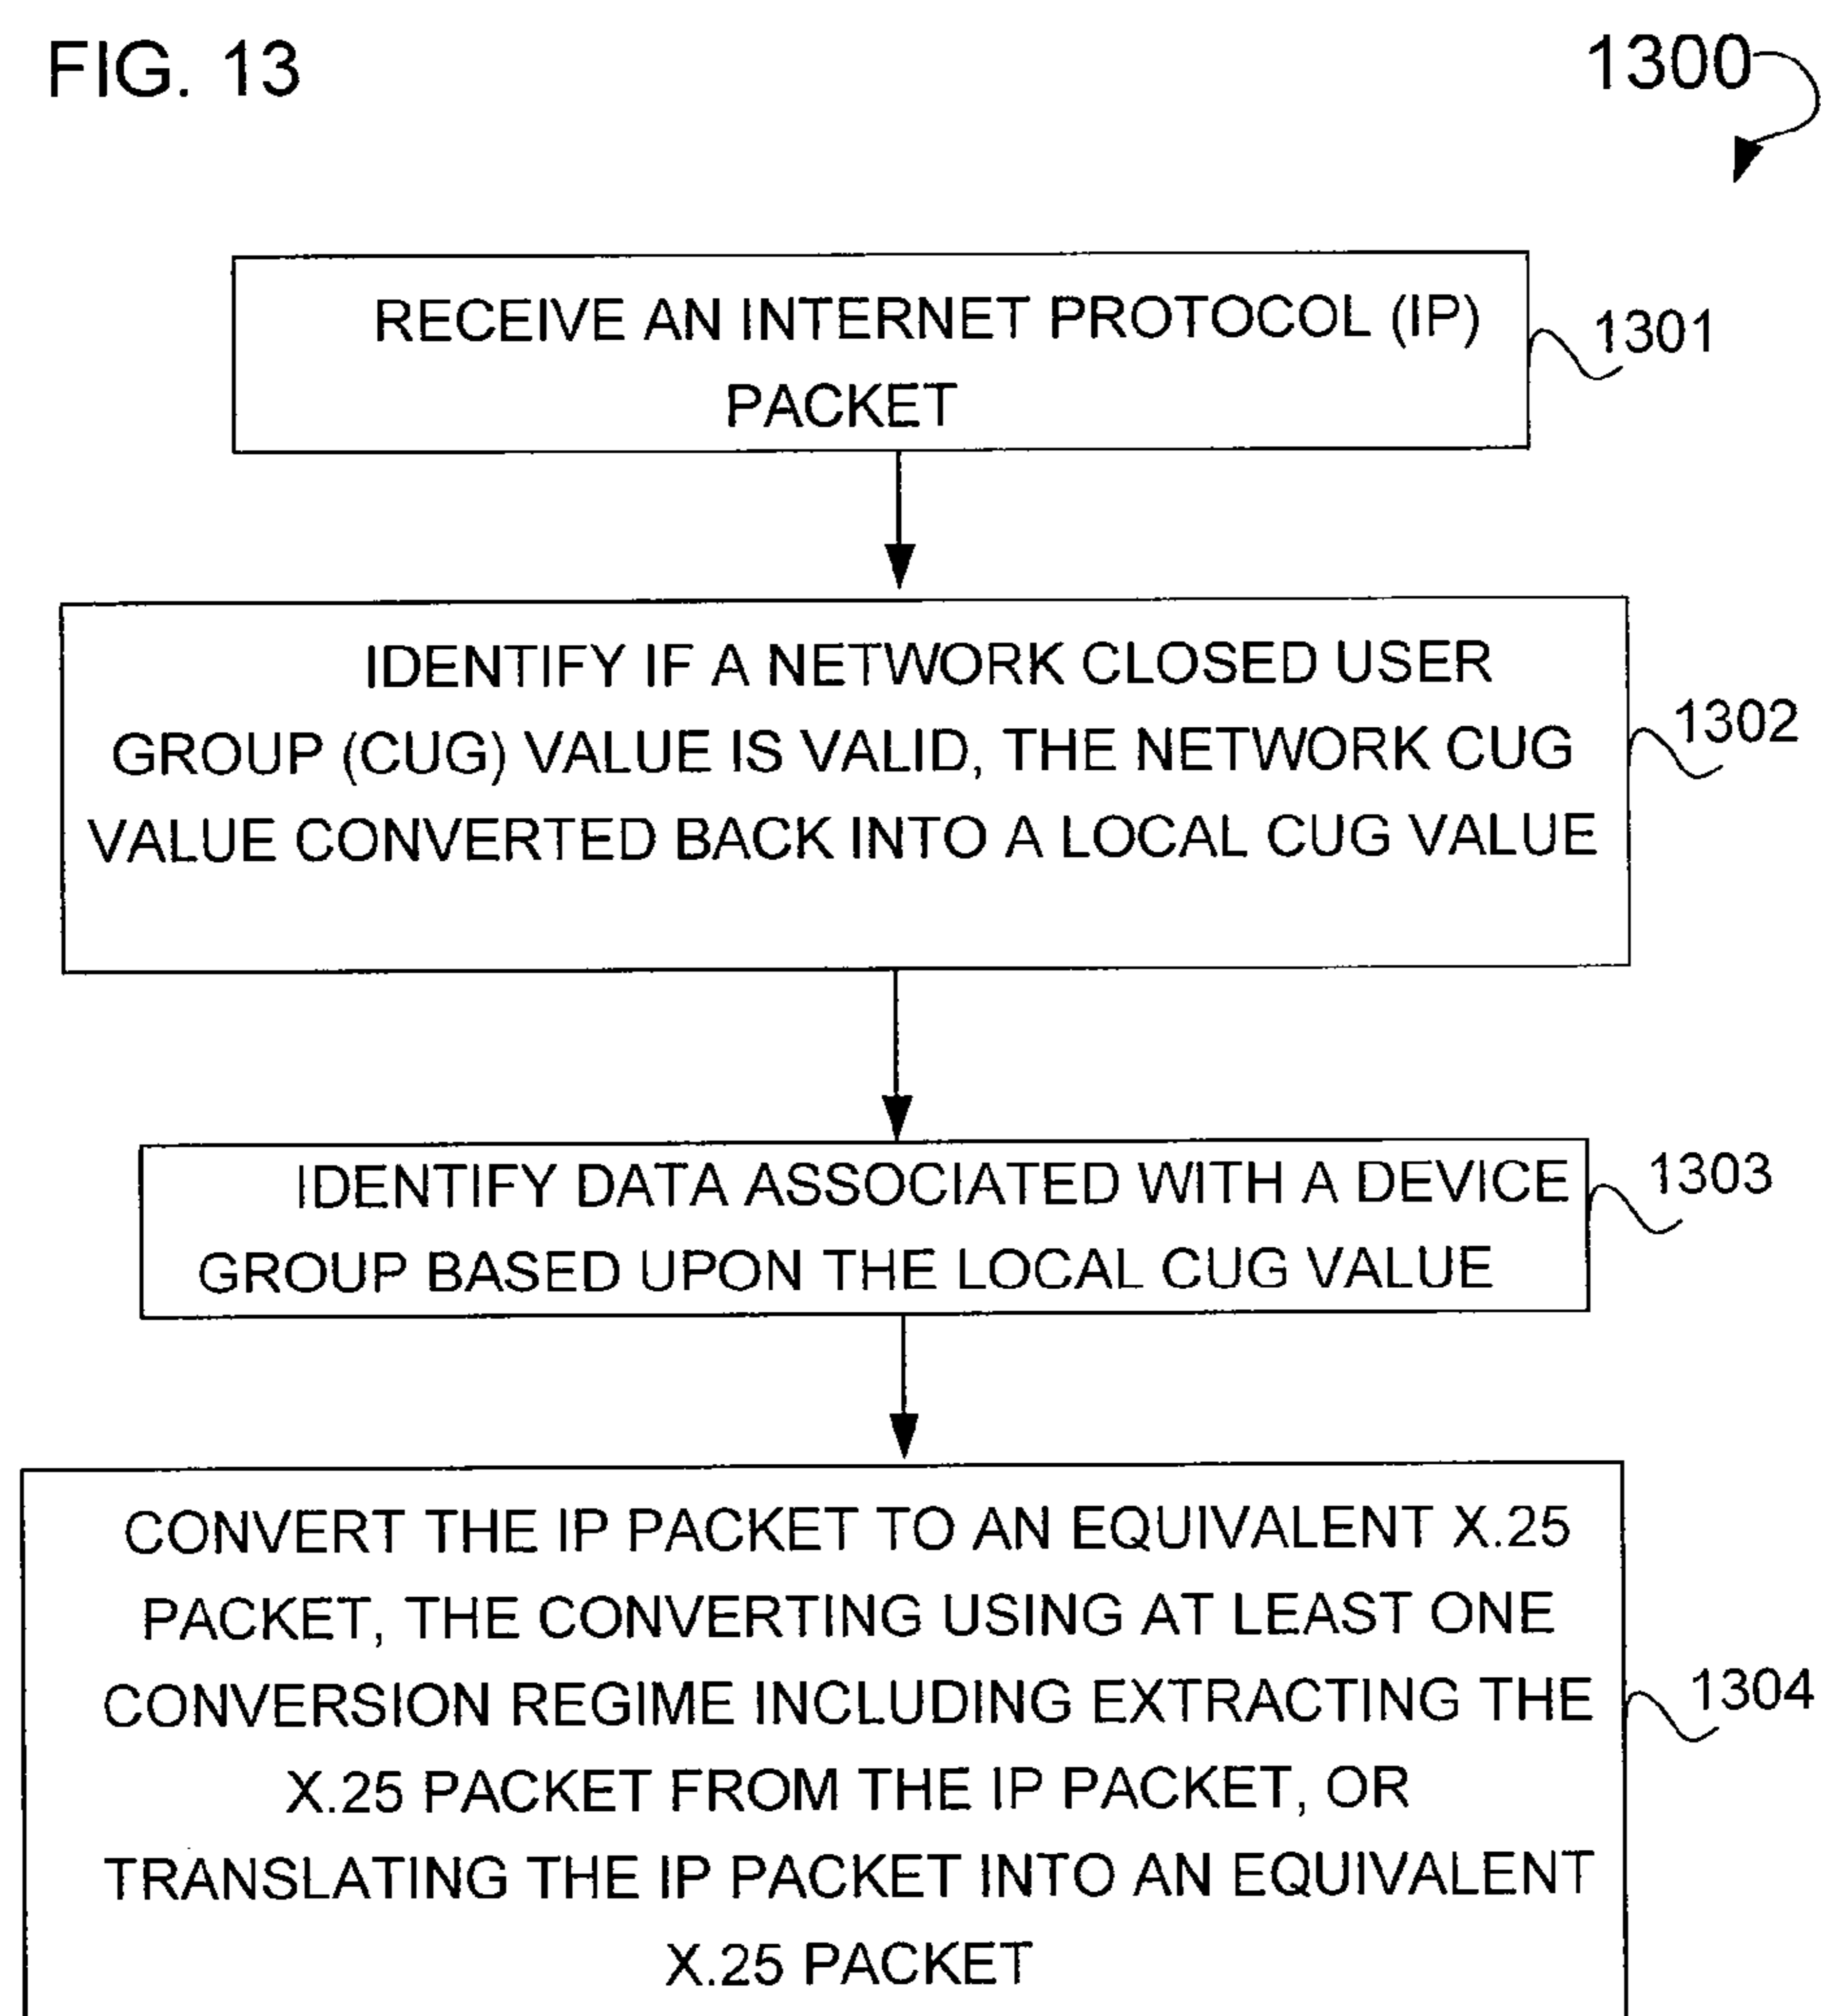 FIG. 13
1300
RECEIVE AN INTERNET PROTOCOL (IP)
PACKET
1301
IDENTIFY IF A NETWORK CLOSED USER
GROUP (CUG) VALUE IS VALID, THE NETWORK CUG
VALUE CONVERTED BACK INTO A LOCAL CUG VALUE
1302
IDENTIFY DATA ASSOCIATED WITH A DEVICE
GROUP BASED UPON THE LOCAL CUG VALUE
1303
CONVERT THE IP PACKET TO AN EQUIVALENT X.25
PACKET, THE CONVERTING USING AT LEAST ONE
CONVERSION REGIME INCLUDING EXTRACTING THE
X.25 PACKET FROM THE IP PACKET, OR
TRANSLATING THE IP PACKET INTO AN EQUIVALENT
X.25 PACKET
1304